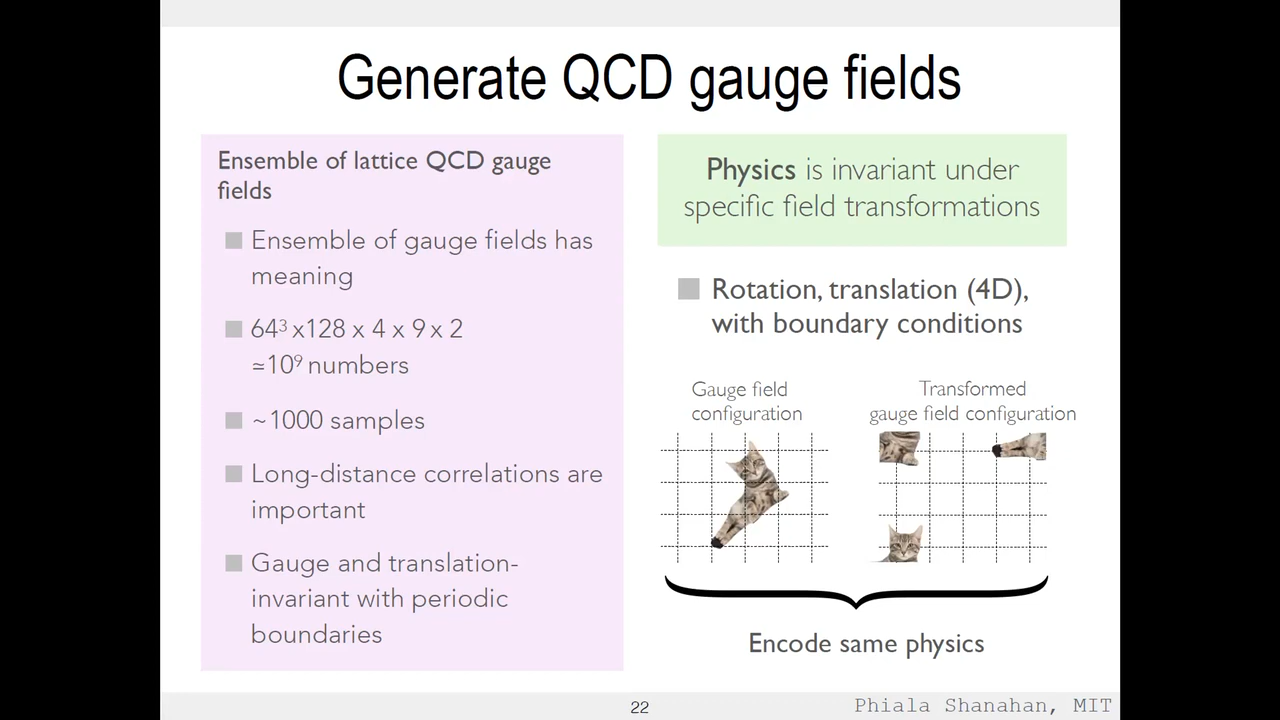 Generate QCD gauge fields
Ensemble of lattice QCD gauge
fields
Ensemble of gauge fields has
meaning
64³ x128 x 4 x 9 x 2
≃10⁹ numbers
~1000 samples
Long-distance correlations are
important
Gauge and translation-
invariant with periodic
boundaries
Physics is invariant under
specific field transformations
Rotation, translation (4D),
with boundary conditions
Gauge field
configuration
Transformed
gauge field configuration
Encode same physics
22
Phiala Shanahan, MIT